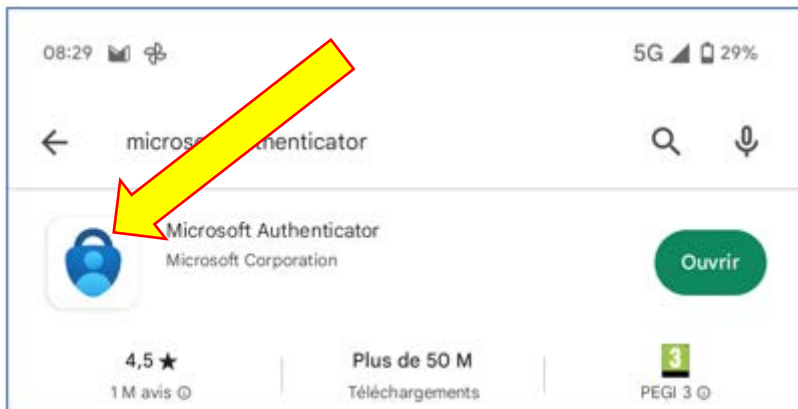 08:29 5G 29%
micros thenticator
Microsoft Authenticator
Microsoft Corporation
Ouvrir
4,5 ★ Plus de 50 M 3
1 M avis Téléchargements PEGI 3